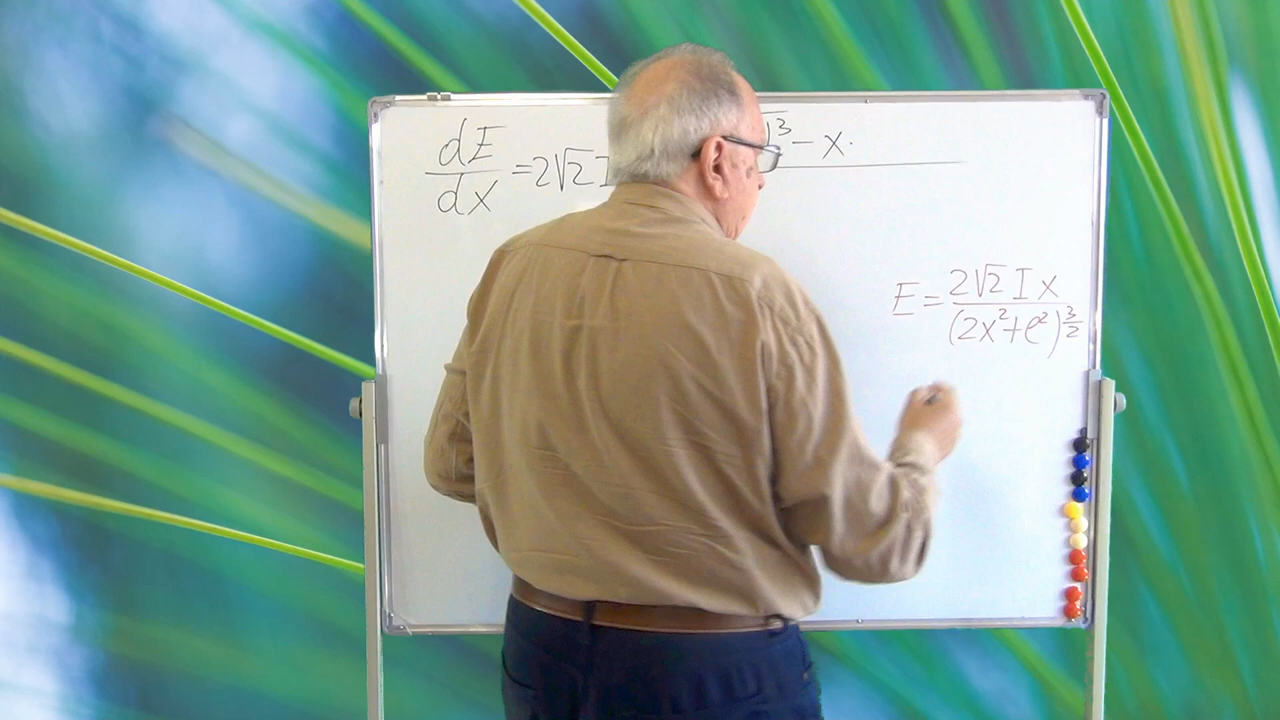 dE/dx = 2√2 I
)³ - x·
E = 2√2 I x / (2x² + e²)^(3/2)